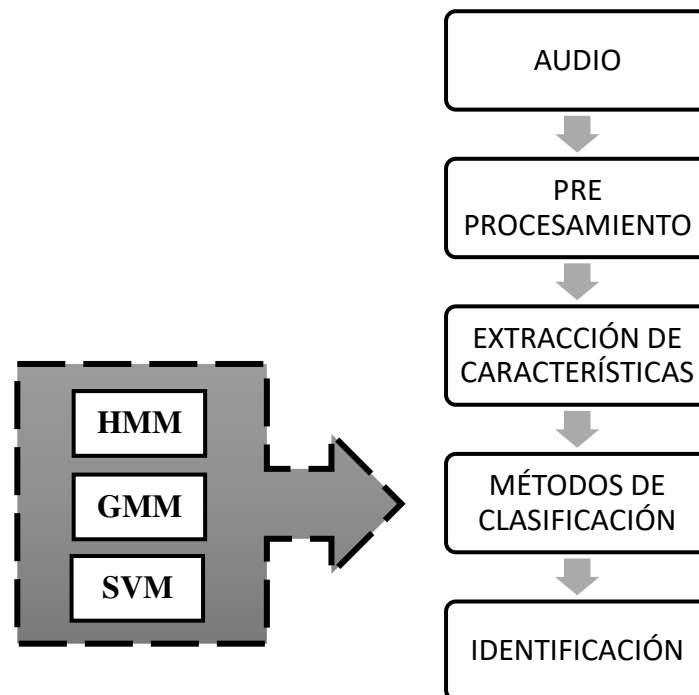 AUDIO
PRE
PROCESAMIENTO
EXTRACCIÓN DE
CARACTERÍSTICAS
HMM
GMM
SVM
MÉTODOS DE
CLASIFICACIÓN
IDENTIFICACIÓN